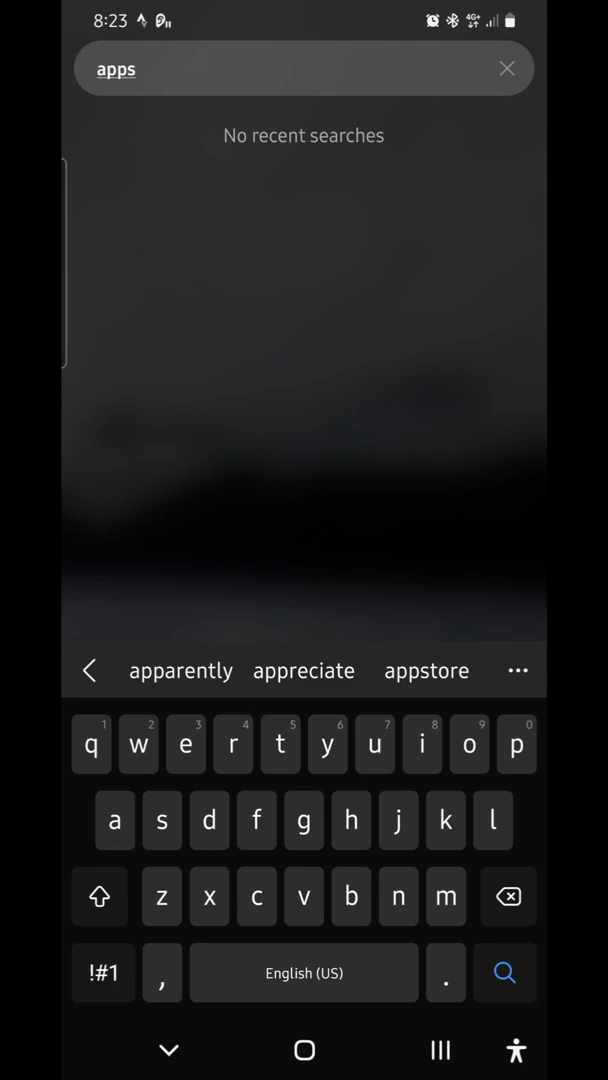 8:23 4G+
apps
No recent searches
apparently appreciate appstore
1 2 3 4 5 6 7 8 9 0
q w e r t y u i o p
a s d f g h j k l
z x c v b n m
!#1 , English (US) .